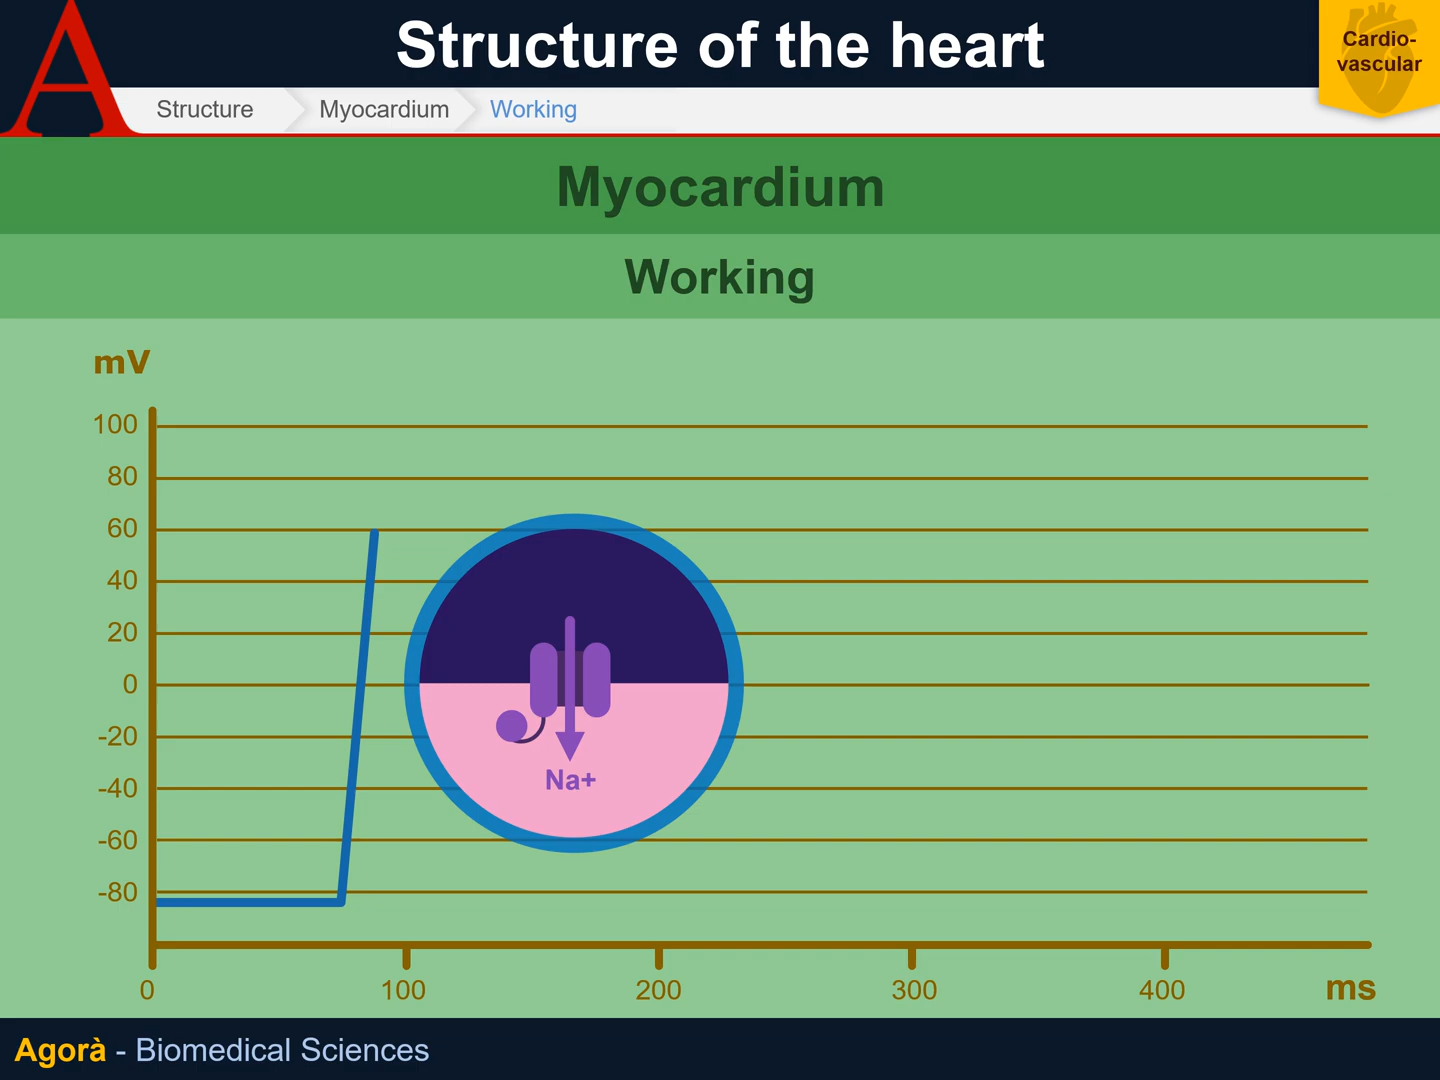 A
Structure of the heart
Cardio-
vascular
Structure
Myocardium
Working
Myocardium
Working
mV
100
80
60
40
20
0
-20
-40
-60
-80
Na+
0
100
200
300
400
ms
Agorà - Biomedical Sciences